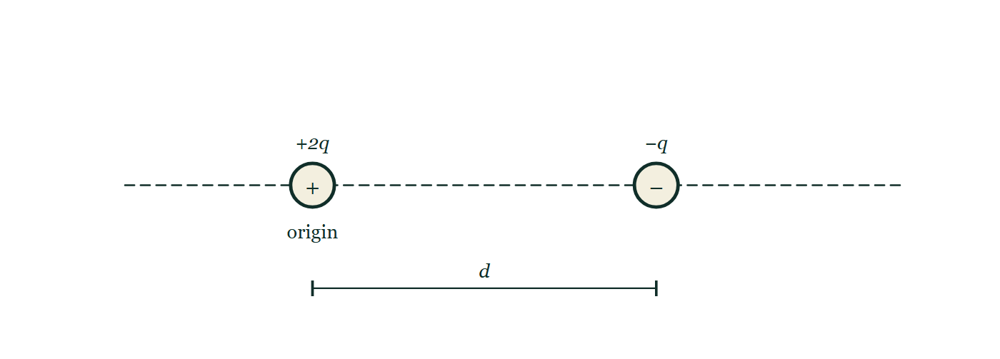 +2q −q
+ −
origin
d